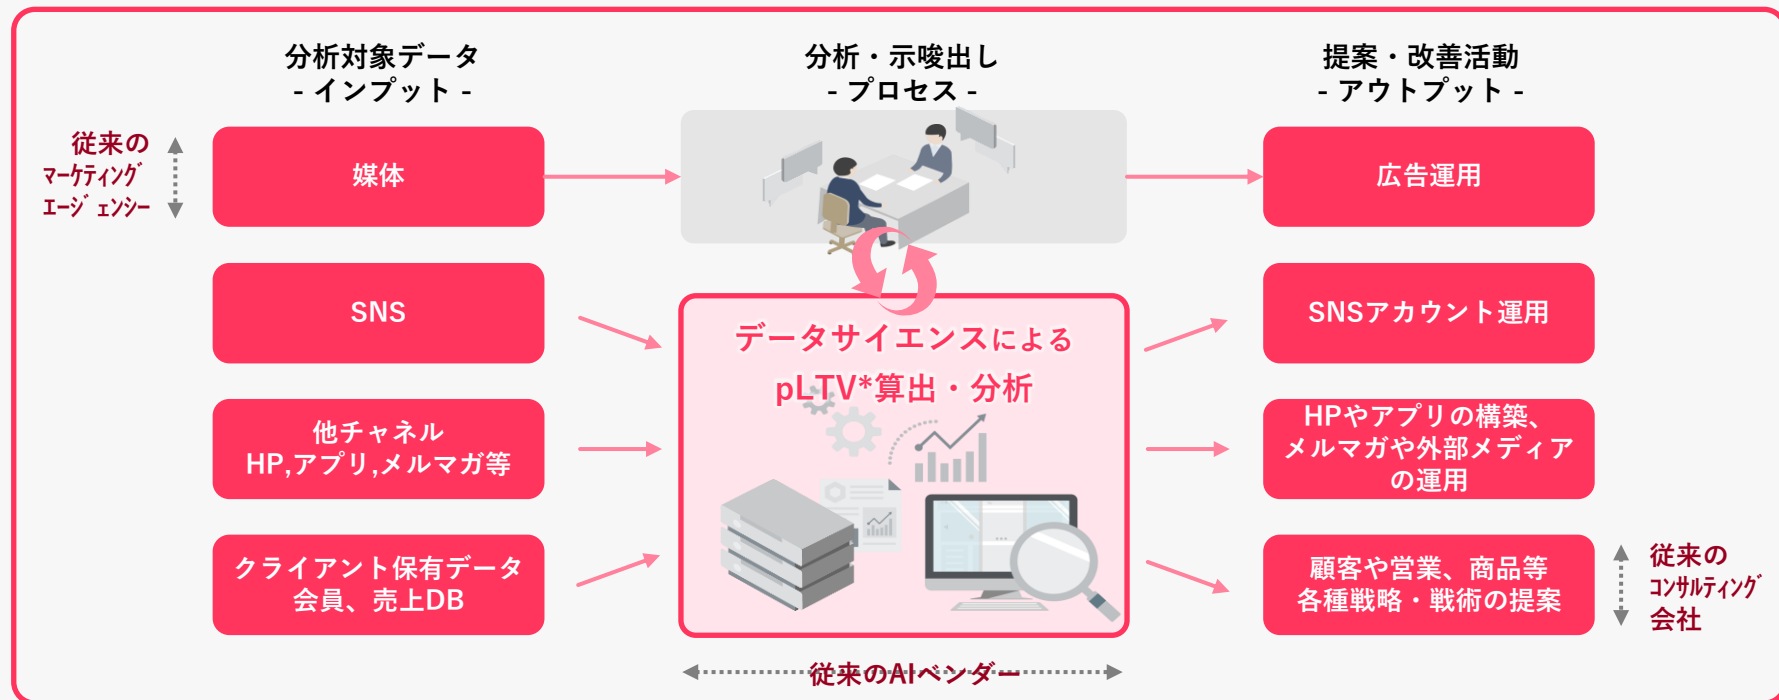 分析対象データ
- インプット -
分析・示唆出し
- プロセス -
提案・改善活動
- アウトプット -
従来の
ﾏｰｹﾃｨﾝｸﾞ
ｴｰｼﾞｪﾝｼｰ
媒体
広告運用
SNS
SNSアカウント運用
データサイエンスによる
pLTV*算出・分析
他チャネル
HP,アプリ,メルマガ等
HPやアプリの構築、
メルマガや外部メディア
の運用
クライアント保有データ
会員、売上DB
顧客や営業、商品等
各種戦略・戦術の提案
従来の
ｺﾝｻﾙﾃｨﾝｸﾞ
会社
従来のAIベンダー